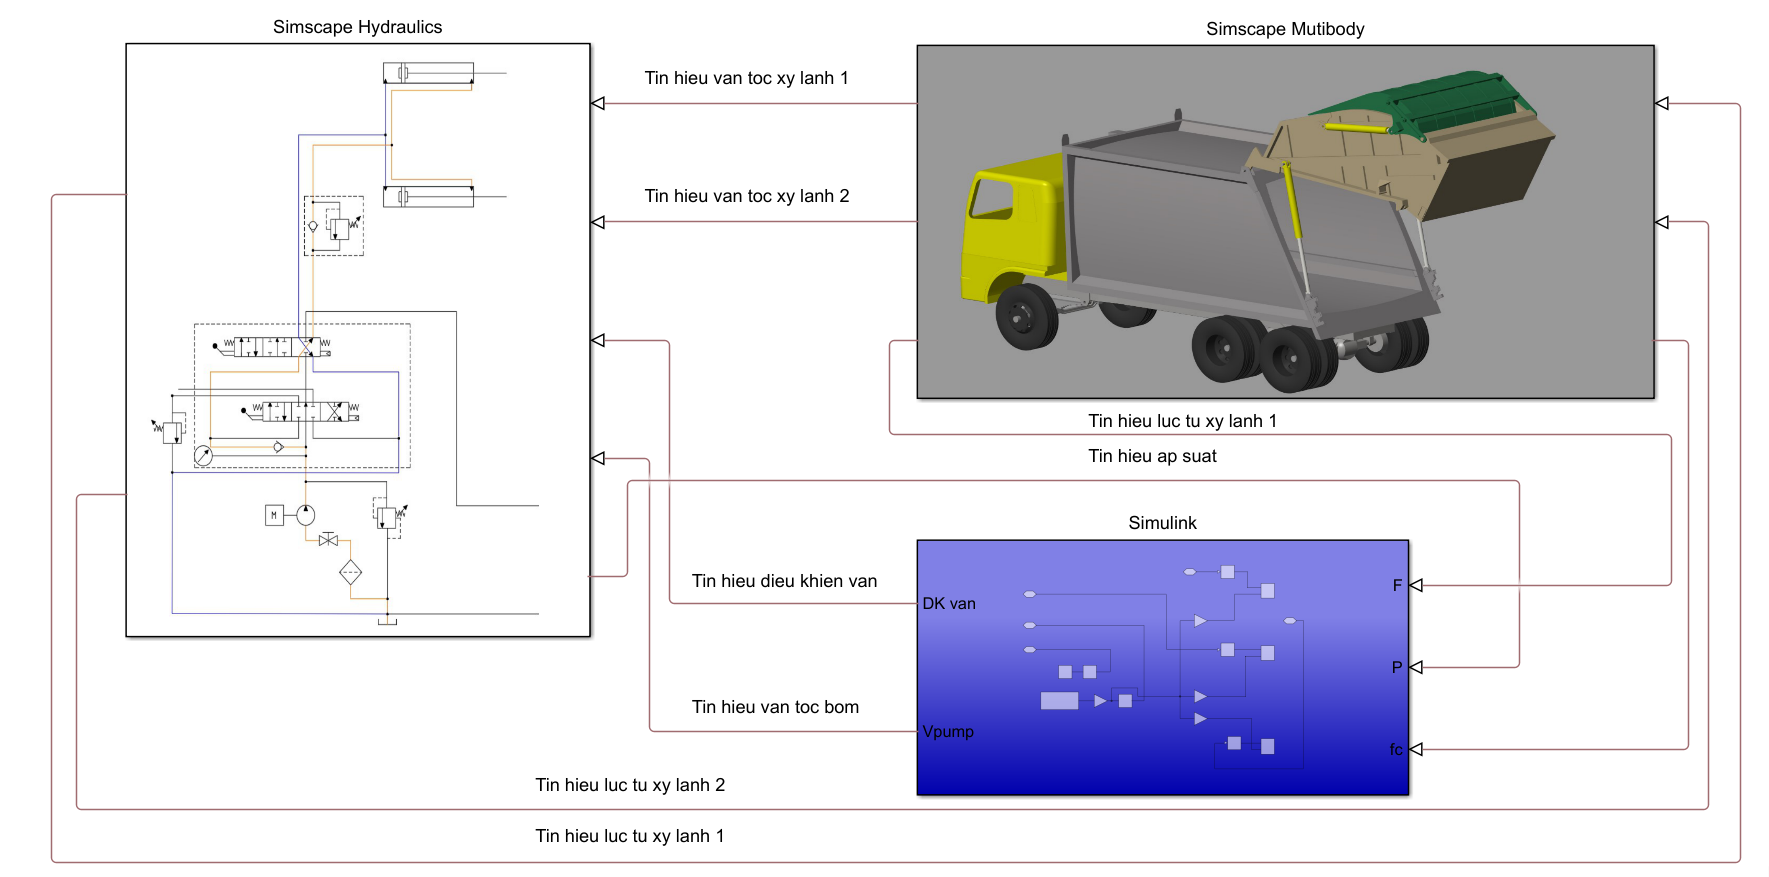 Simscape Hydraulics
Simscape Mutibody
Tin hieu van toc xy lanh 1
Tin hieu van toc xy lanh 2
Tin hieu luc tu xy lanh 1
Tin hieu ap suat
M
Simulink
Tin hieu dieu khien van
DK van
F
P
Tin hieu van toc bom
Vpump
fc
Tin hieu luc tu xy lanh 2
Tin hieu luc tu xy lanh 1